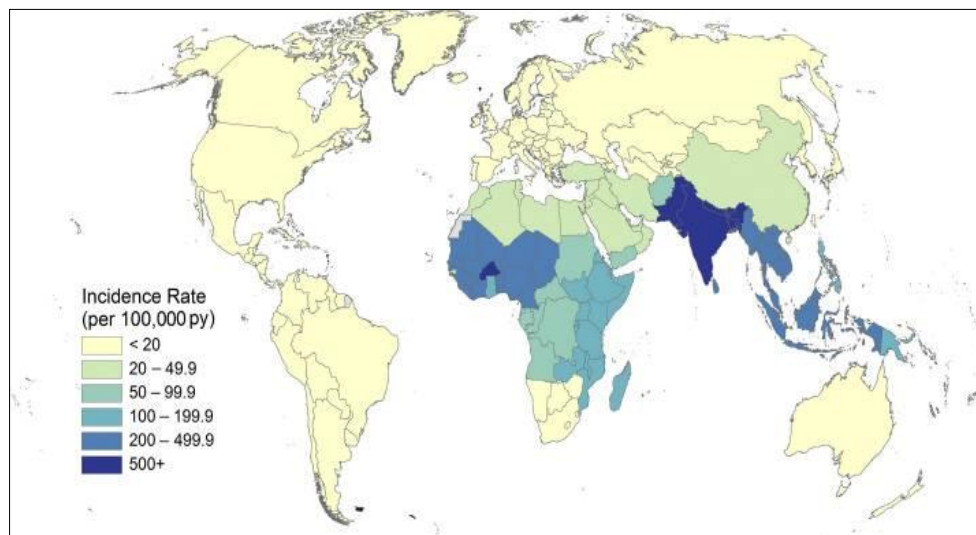 Incidence Rate
(per 100,000 py)
< 20
20 – 49.9
50 – 99.9
100 – 199.9
200 – 499.9
500+